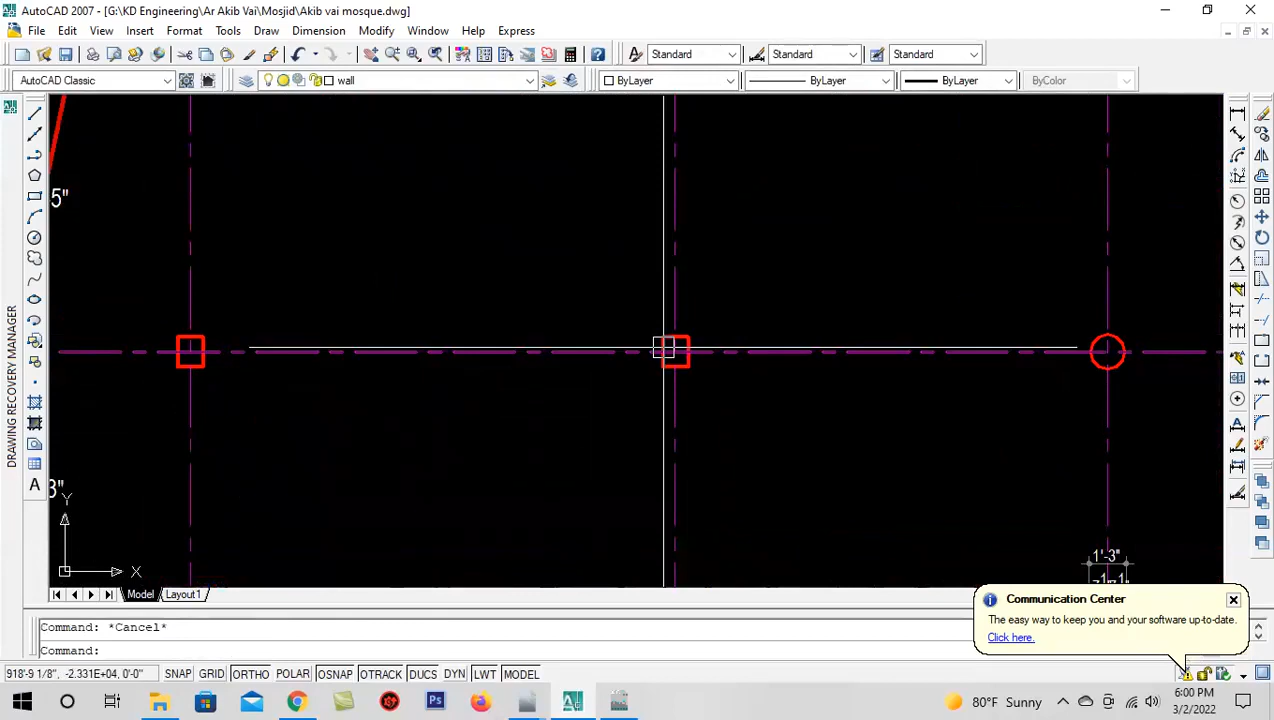 AutoCAD 2007 - [G:\KD Engineering\Ar Akib Vai\Mosjid\Akib vai mosque.dwg]
File Edit View Insert Format Tools Draw Dimension Modify Window Help Express
Standard Standard Standard
AutoCAD Classic wall ByLayer ByLayer ByLayer ByColor
5"
3"
Y
X
1'-3"
DRAWING RECOVERY MANAGER
Model Layout1
Command: *Cancel*
Command:
Communication Center
The easy way to keep you and your software up-to-date.
Click here.
918'-9 1/8", -2.331E+04, 0'-0" SNAP GRID ORTHO POLAR OSNAP OTRACK DUCS DYN LWT MODEL
80°F Sunny
6:00 PM
3/2/2022